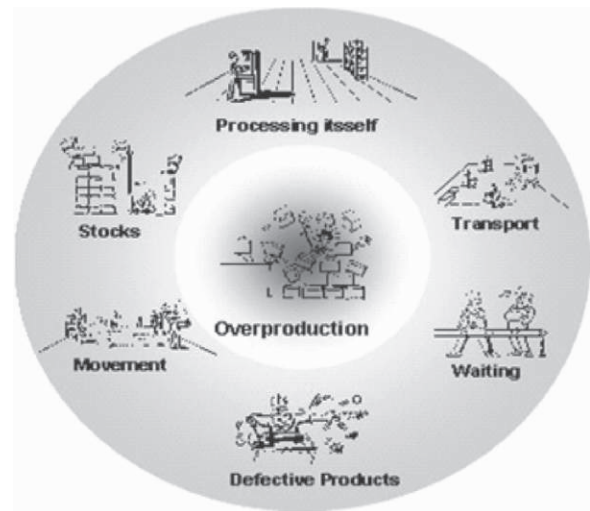 Processing itsself
Stocks
Transport
Overproduction
Movement
Waiting
Defective Products